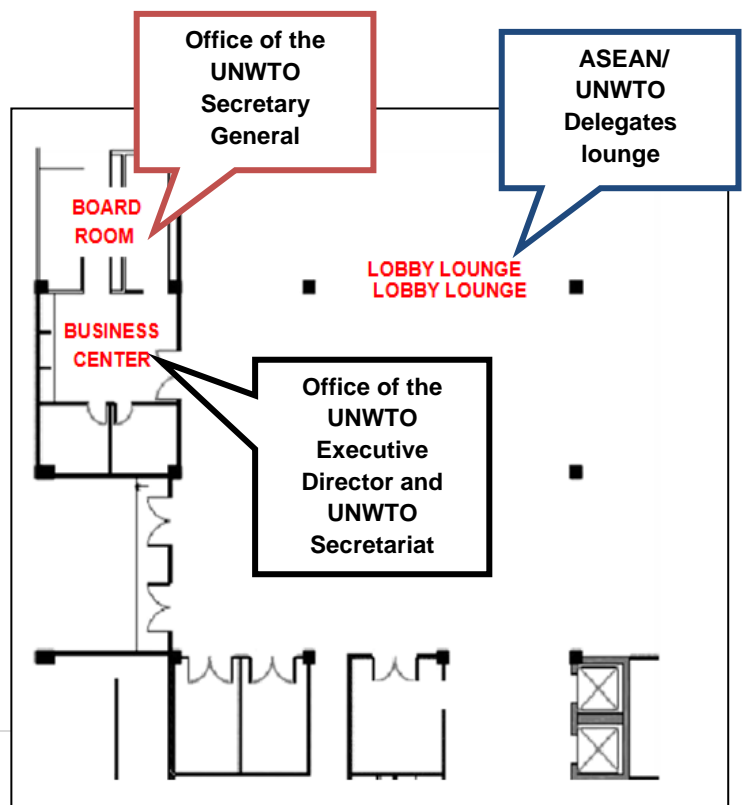 Office of the
UNWTO
Secretary
General
ASEAN/
UNWTO
Delegates
lounge
BOARD
ROOM
LOBBY LOUNGE
LOBBY LOUNGE
BUSINESS
CENTER
Office of the
UNWTO
Executive
Director and
UNWTO
Secretariat